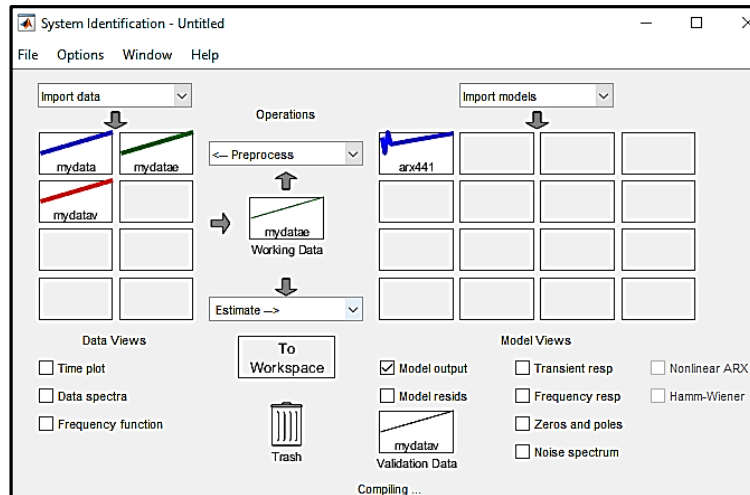 System Identification - Untitled
File Options Window Help
Import data
Import models
Operations
mydata mydatae
<-- Preprocess
arx441
mydatav
mydatae
Working Data
Estimate -->
Data Views
Model Views
To
Workspace
Time plot
Data spectra
Frequency function
Trash
Model output Transient resp Nonlinear ARX
Model resids Frequency resp Hamm-Wiener
Zeros and poles
mydatav
Noise spectrum
Validation Data
Compiling ...